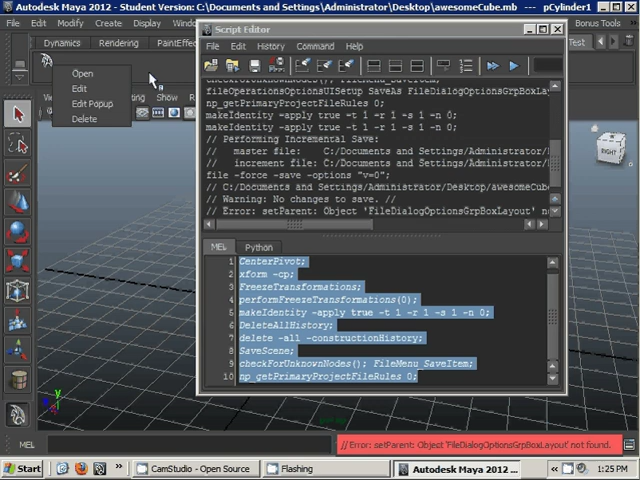 Autodesk Maya 2012 - Student Version: C:\Documents and Settings\Administrator\Desktop\awesomeCube.mb --- pCylinder1
File Edit Modify Create Display Window
Bonus Tools
Script Editor
File Edit History Command Help
Dynamics Rendering PaintEffec
Test
Open
Edit
Edit Popup
Delete
Show
RIGHT
fileOperationsOptionsUISetup SaveAs FileDialogOptionsGrpBoxLayou
np_getPrimaryProjectFileRules 0;
makeIdentity -apply true -t 1 -r 1 -s 1 -n 0;
makeIdentity -apply true -t 1 -r 1 -s 1 -n 0;
// Performing Incremental Save:
// master file: C:/Documents and Settings/Administrator/
// increment file: C:/Documents and Settings/Administrator/
file -force -save -options "v=0";
// C:/Documents and Settings/Administrator/Desktop/awesomeCube
// Warning: No changes to save. //
// Error: setParent: Object 'FileDialogOptionsGrpBoxLayout' no
MEL Python
1 CenterPivot;
2 xform -cp;
3 FreezeTransformations;
4 performFreezeTransformations(0);
5 makeIdentity -apply true -t 1 -r 1 -s 1 -n 0;
6 DeleteAllHistory;
7 delete -all -constructionHistory;
8 SaveScene;
9 checkForUnknownNodes(); FileMenu_SaveItem;
10 np_getPrimaryProjectFileRules 0;
y
MEL
// Error: setParent: Object 'FileDialogOptionsGrpBoxLayout' not found.
Start
CamStudio - Open Source
Flashing
Autodesk Maya 2012 ...
1:25 PM